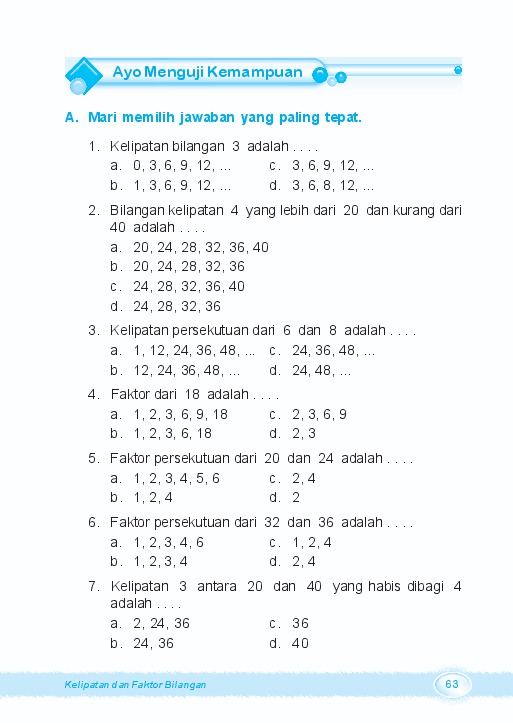 Ayo Menguji Kemampuan
A. Mari memilih jawaban yang paling tepat.
1. Kelipatan bilangan 3 adalah . . . .
a. 0, 3, 6, 9, 12, ... c. 3, 6, 9, 12, ...
b. 1, 3, 6, 9, 12, ... d. 3, 6, 8, 12, ...
2. Bilangan kelipatan 4 yang lebih dari 20 dan kurang dari
40 adalah . . . .
a. 20, 24, 28, 32, 36, 40
b. 20, 24, 28, 32, 36
c. 24, 28, 32, 36, 40
d. 24, 28, 32, 36
3. Kelipatan persekutuan dari 6 dan 8 adalah . . . .
a. 1, 12, 24, 36, 48, ... c. 24, 36, 48, ...
b. 12, 24, 36, 48, ... d. 24, 48, ...
4. Faktor dari 18 adalah . . . .
a. 1, 2, 3, 6, 9, 18 c. 2, 3, 6, 9
b. 1, 2, 3, 6, 18 d. 2, 3
5. Faktor persekutuan dari 20 dan 24 adalah . . . .
a. 1, 2, 3, 4, 5, 6 c. 2, 4
b. 1, 2, 4 d. 2
6. Faktor persekutuan dari 32 dan 36 adalah . . . .
a. 1, 2, 3, 4, 6 c. 1, 2, 4
b. 1, 2, 3, 4 d. 2, 4
7. Kelipatan 3 antara 20 dan 40 yang habis dibagi 4
adalah . . . .
a. 2, 24, 36 c. 36
b. 24, 36 d. 40
Kelipatan dan Faktor Bilangan 63